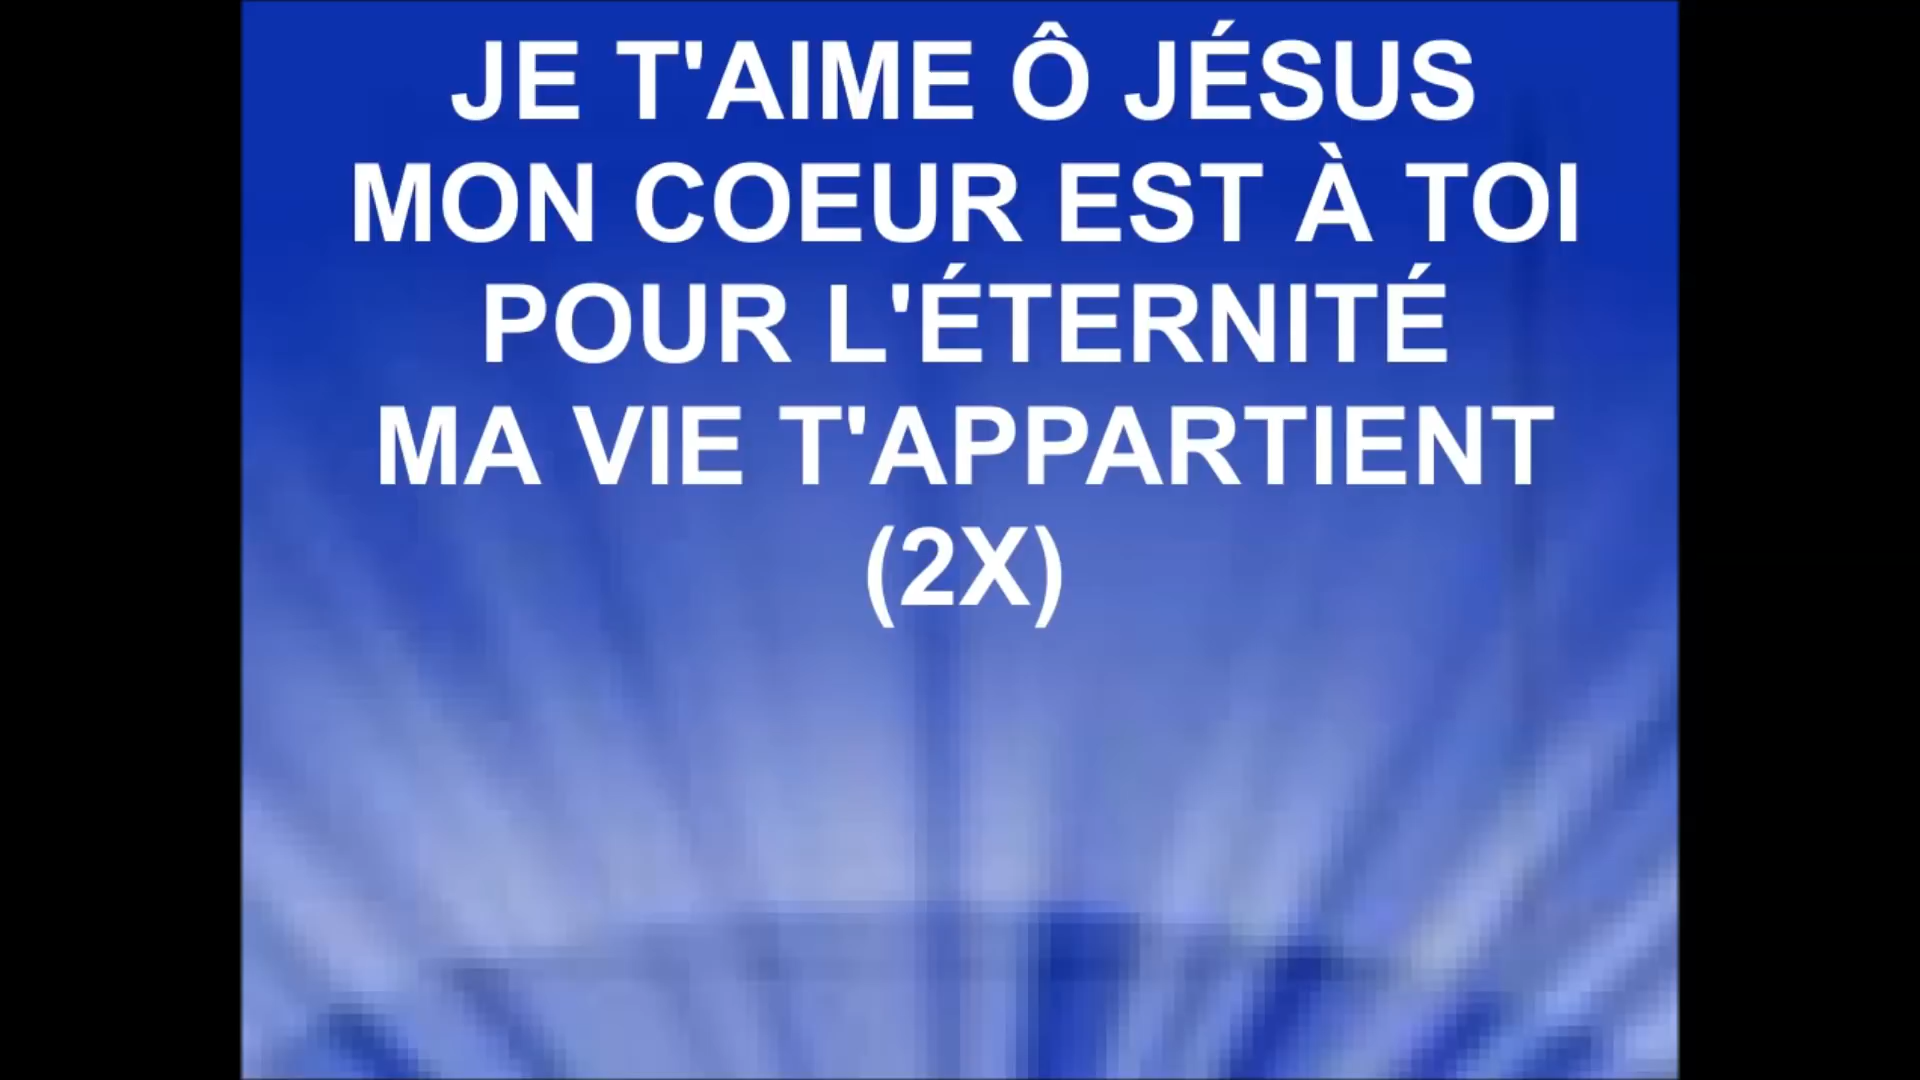 JE T'AIME Ô JÉSUS
MON COEUR EST À TOI
POUR L'ÉTERNITÉ
MA VIE T'APPARTIENT
(2X)